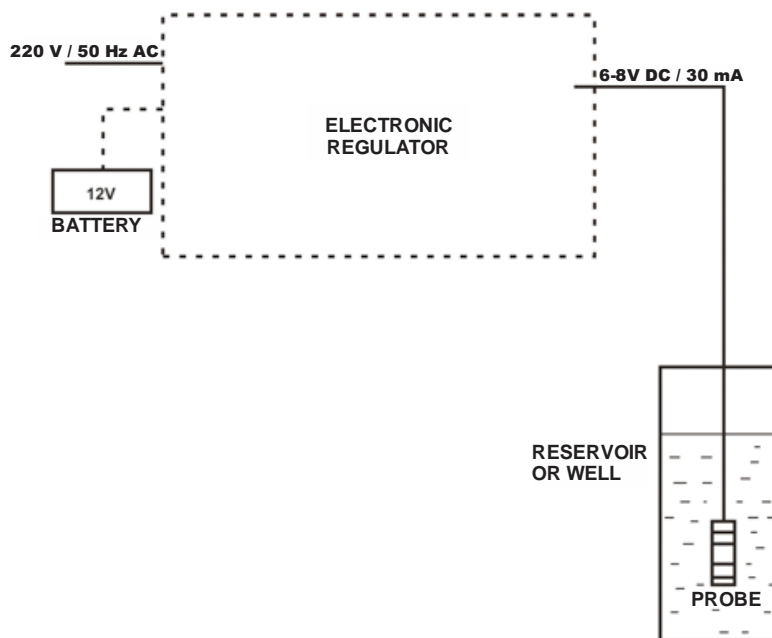 220 V / 50 Hz AC
6-8V DC / 30 mA
ELECTRONIC
REGULATOR
12V
BATTERY
RESERVOIR
OR WELL
PROBE